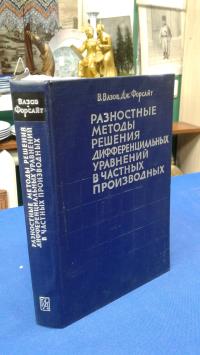 В. Вазов, Дж. Форсайт
РАЗНОСТНЫЕ
МЕТОДЫ
РЕШЕНИЯ
ДИФФЕРЕНЦИАЛЬНЫХ
УРАВНЕНИЙ
В ЧАСТНЫХ
ПРОИЗВОДНЫХ
Вазов
Форсайт
РАЗНОСТНЫЕ МЕТОДЫ РЕШЕНИЯ
ДИФФЕРЕНЦИАЛЬНЫХ УРАВНЕНИЙ
В ЧАСТНЫХ ПРОИЗВОДНЫХ